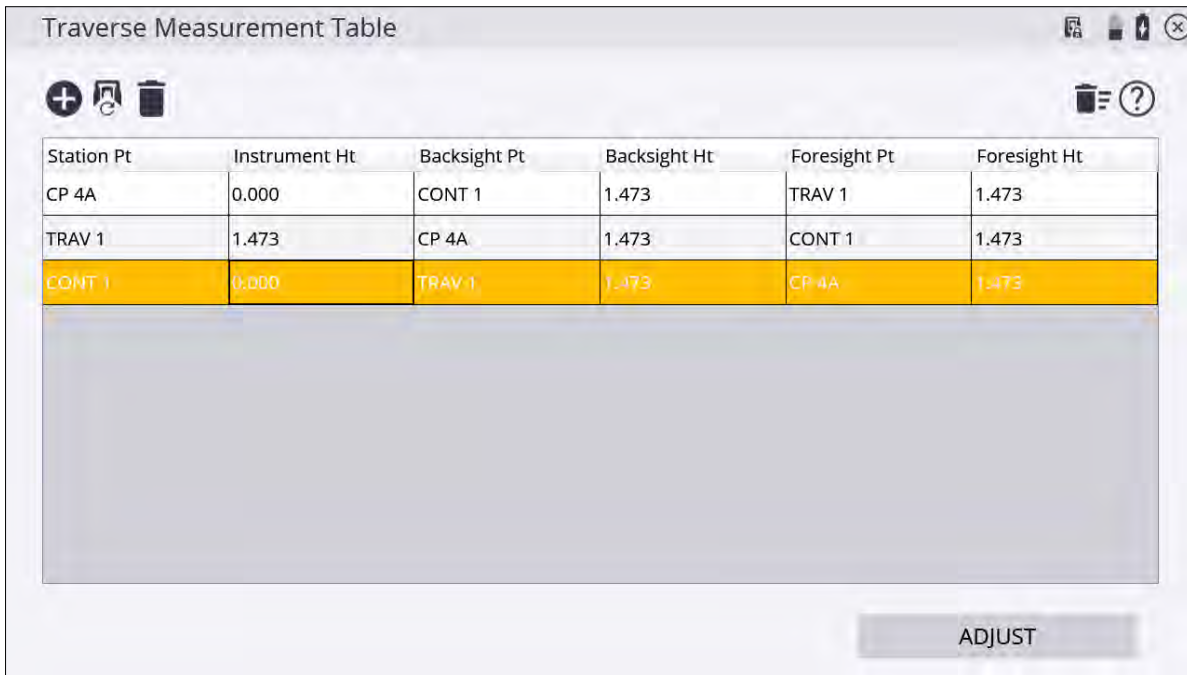 Traverse Measurement Table
Station Pt Instrument Ht Backsight Pt Backsight Ht Foresight Pt Foresight Ht
CP 4A 0.000 CONT 1 1.473 TRAV 1 1.473
TRAV 1 1.473 CP 4A 1.473 CONT 1 1.473
CONT 1 0.000 TRAV 1 1.473 CP 4A 1.473
ADJUST